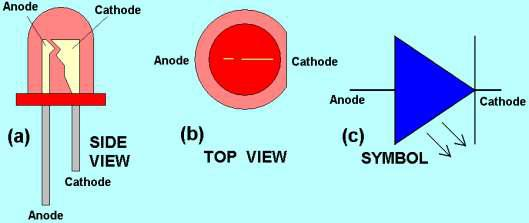 Anode
Cathode
(a)
SIDE
VIEW
Cathode
Anode
Anode
Cathode
(b)
TOP VIEW
Anode
Cathode
(c)
SYMBOL